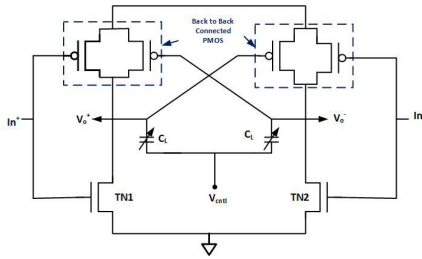 Back to Back
Connected
PMOS
In⁺
Vo⁺
CL
CL
Vo⁻
In
Vcntl
TN1
TN2